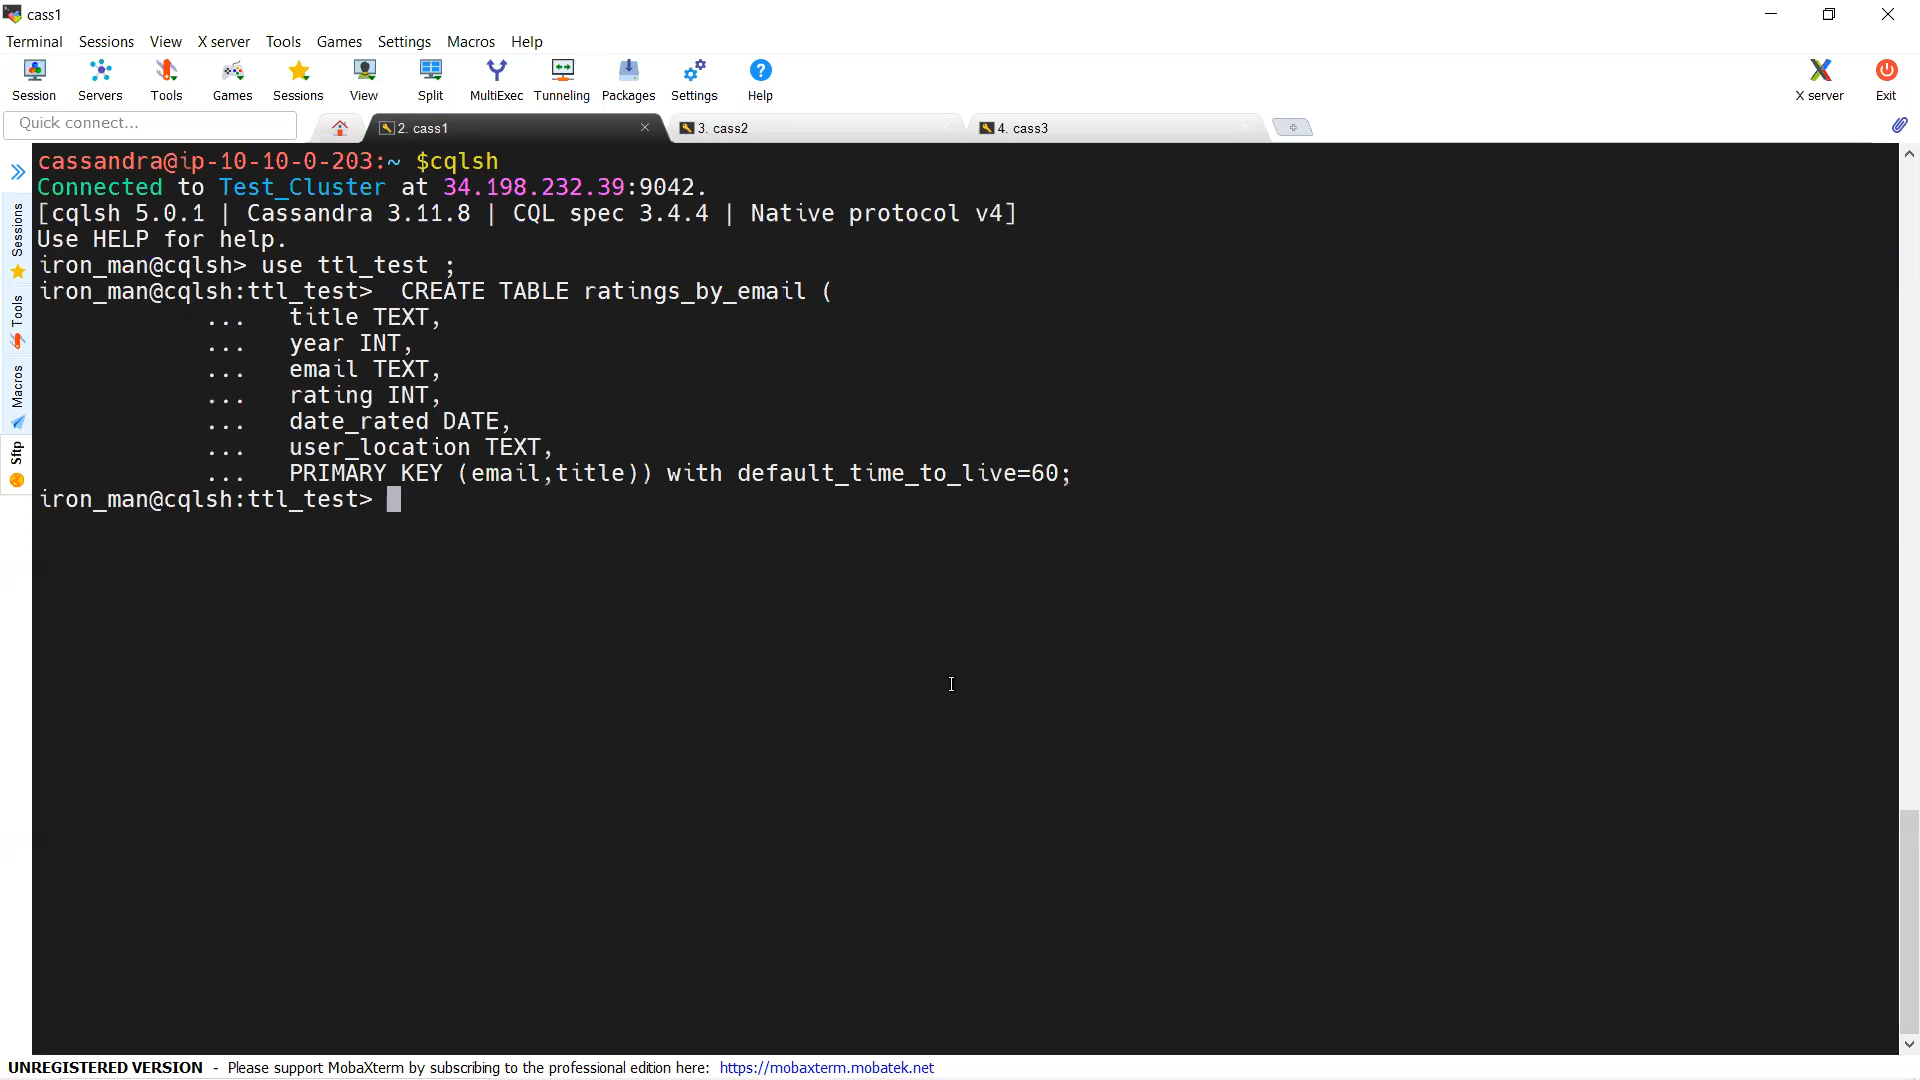 cass1
Terminal Sessions View X server Tools Games Settings Macros Help
Session Servers Tools Games Sessions View Split MultiExec Tunneling Packages Settings Help X server Exit
Quick connect...
2. cass1
3. cass2
4. cass3
Sessions
Tools
Macros
Sftp
cassandra@ip-10-10-0-203:~ $cqlsh
Connected to Test_Cluster at 34.198.232.39:9042.
[cqlsh 5.0.1 | Cassandra 3.11.8 | CQL spec 3.4.4 | Native protocol v4]
Use HELP for help.
iron_man@cqlsh> use ttl_test ;
iron_man@cqlsh:ttl_test>  CREATE TABLE ratings_by_email (
...   title TEXT,
...   year INT,
...   email TEXT,
...   rating INT,
...   date_rated DATE,
...   user_location TEXT,
...   PRIMARY KEY (email,title)) with default_time_to_live=60;
iron_man@cqlsh:ttl_test>
UNREGISTERED VERSION - Please support MobaXterm by subscribing to the professional edition here: https://mobaxterm.mobatek.net